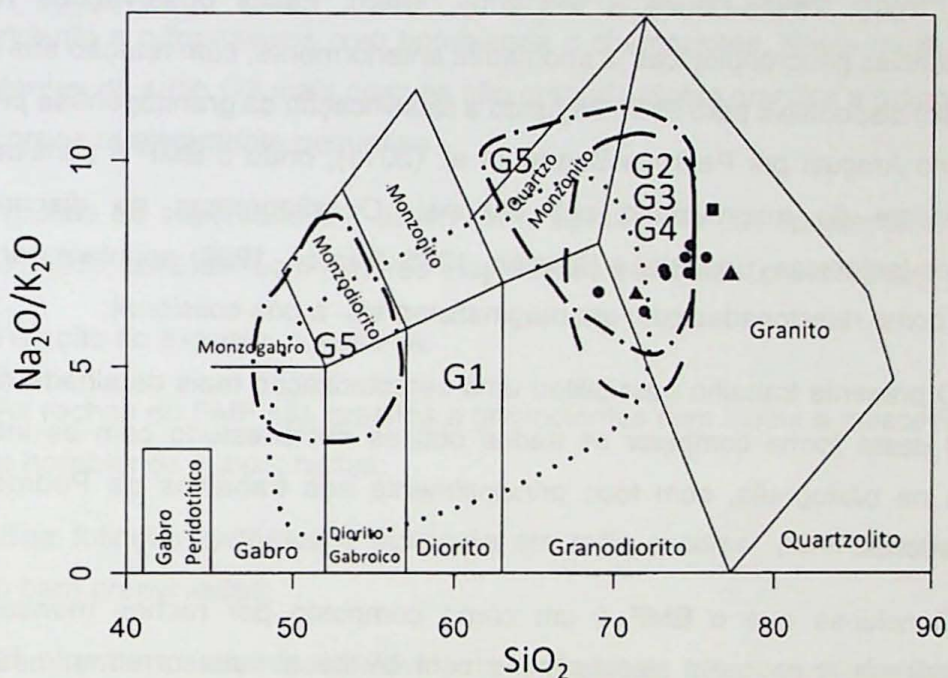 Na₂O/K₂O
10
5
0
G5
Quartzo
Monzonito
G2
G3
G4
Monzonito
Monzodiorito
Monzogabro
G5
G1
Granito
Gabro
Peridotítico
Gabro
Diorito
Gabroico
Diorito
Granodiorito
Quartzolito
40
50
60
70
80
90
SiO₂